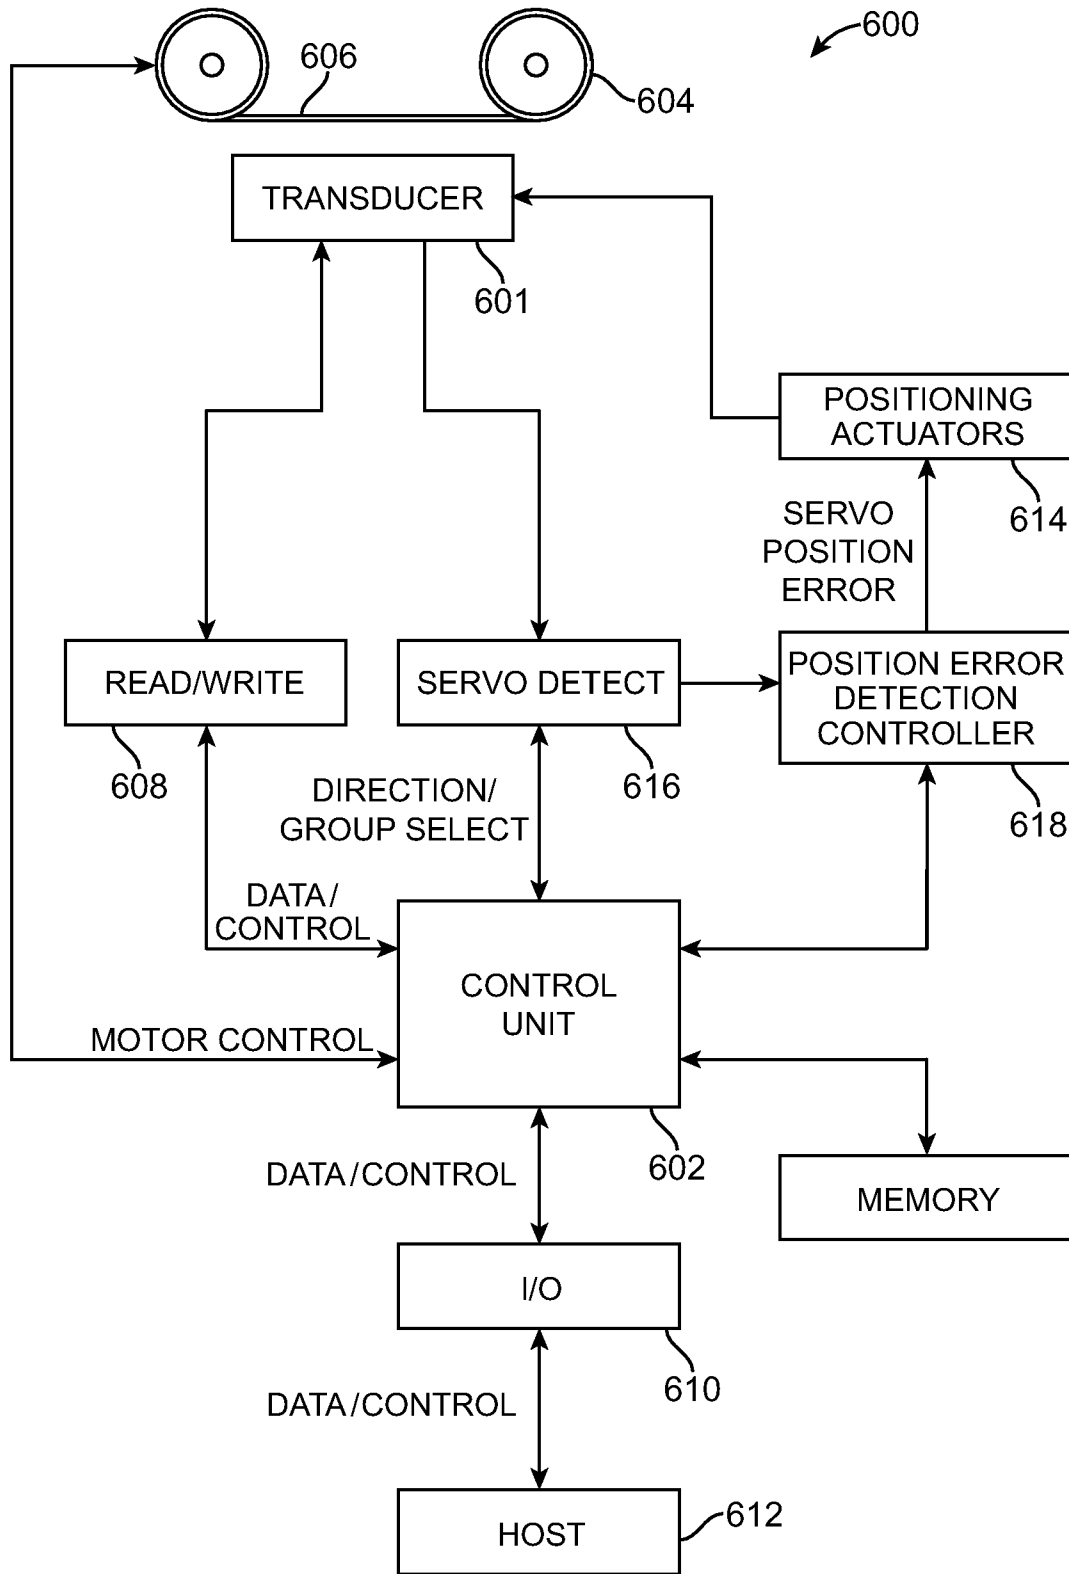 600
606
604
TRANSDUCER
601
POSITIONING
ACTUATORS
614
SERVO
POSITION
ERROR
READ/WRITE
608
SERVO DETECT
616
POSITION ERROR
DETECTION
CONTROLLER
618
DIRECTION/
GROUP SELECT
DATA/
CONTROL
CONTROL
UNIT
602
MOTOR CONTROL
DATA/CONTROL
MEMORY
I/O
610
DATA/CONTROL
HOST
612